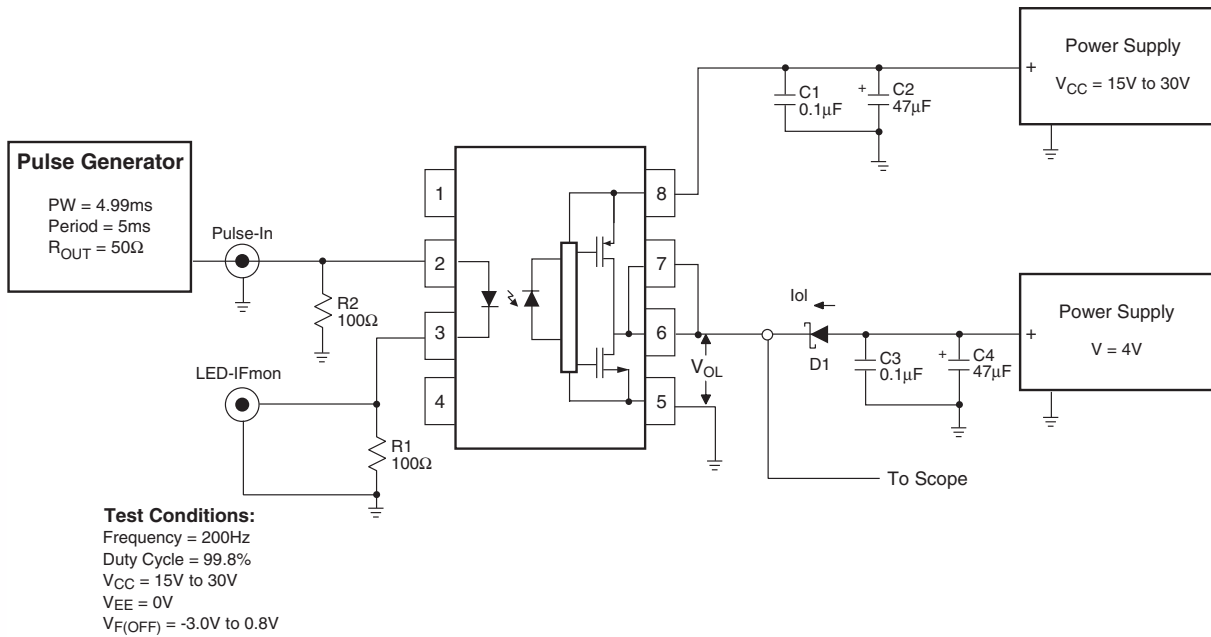 Power Supply
VCC = 15V to 30V
+
C1
0.1μF
+
C2
47μF
Pulse Generator
PW = 4.99ms
Period = 5ms
ROUT = 50Ω
Pulse-In
R2
100Ω
LED-IFmon
R1
100Ω
1
2
3
4
8
7
6
5
VOL
Iol
D1
C3
0.1μF
+
C4
47μF
+
Power Supply
V = 4V
To Scope
Test Conditions:
Frequency = 200Hz
Duty Cycle = 99.8%
VCC = 15V to 30V
VEE = 0V
VF(OFF) = -3.0V to 0.8V